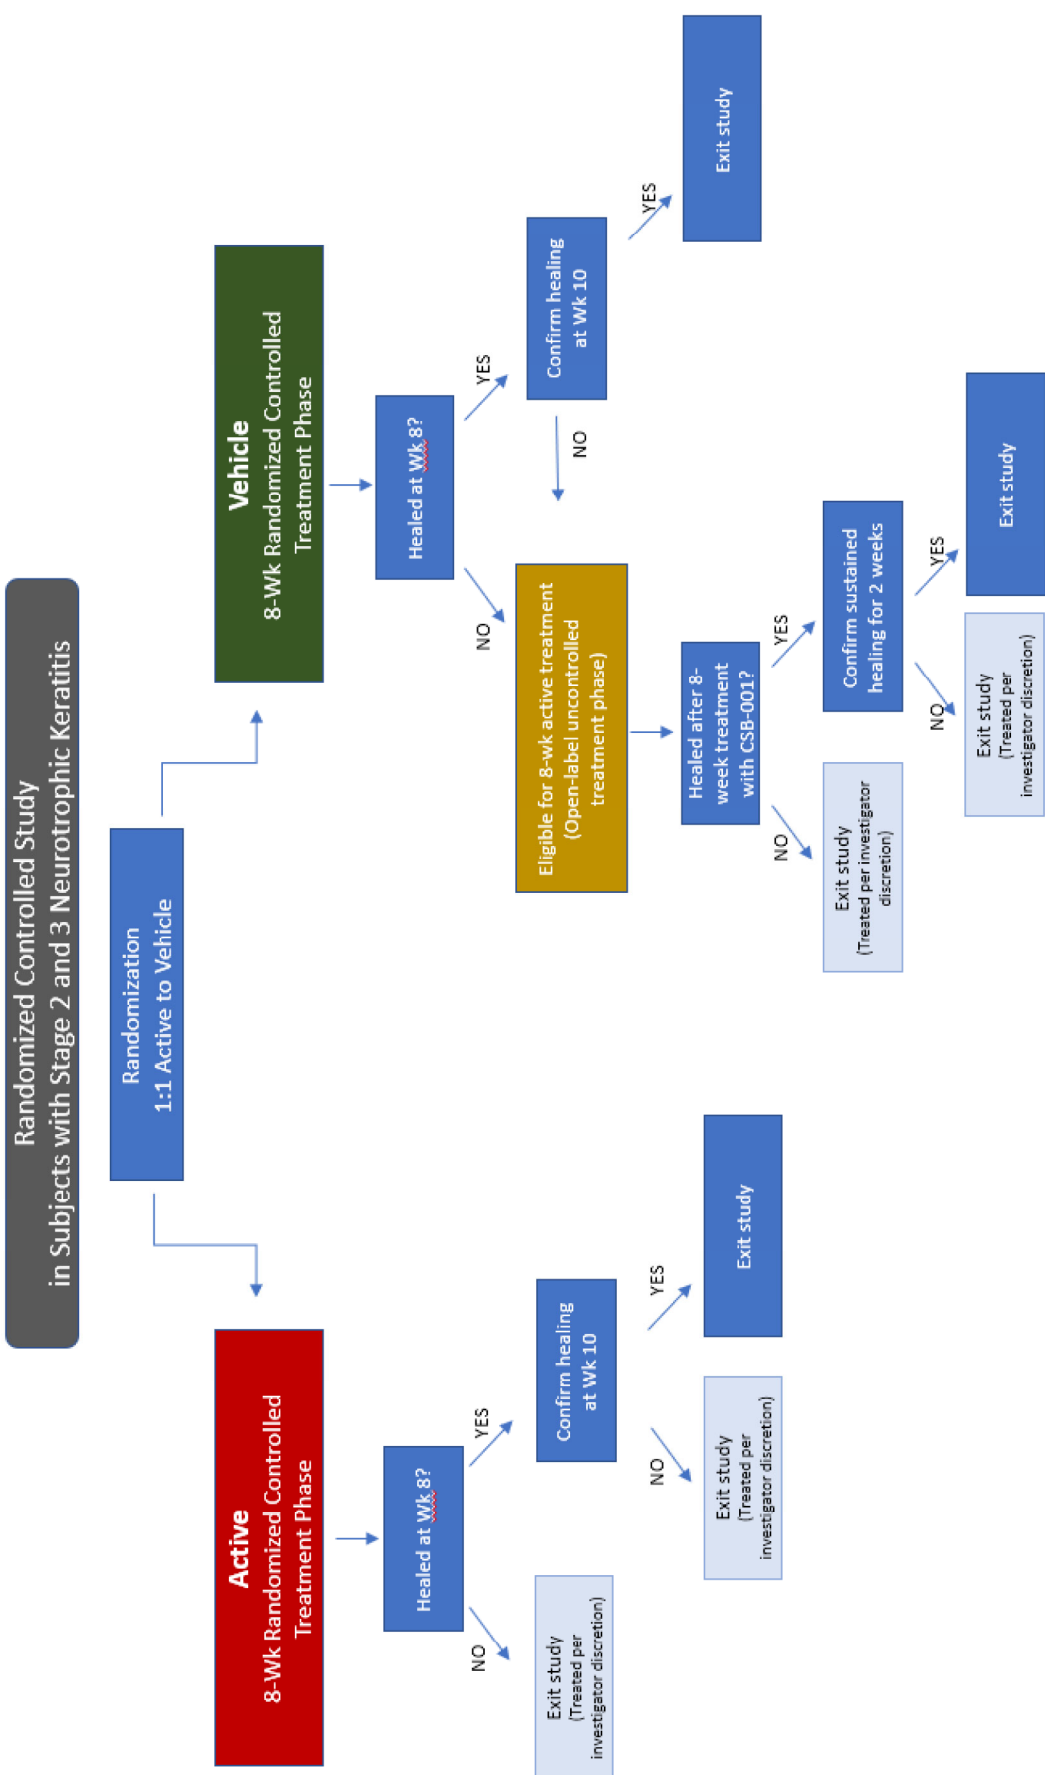 Randomized Controlled Study
in Subjects with Stage 2 and 3 Neurotrophic Keratitis
Randomization
1:1 Active to Vehicle
Active
8-Wk Randomized Controlled
Treatment Phase
Healed at Wk 8?
NO
YES
Exit study
(Treated per
investigator discretion)
Confirm healing
at Wk 10
NO
YES
Exit study
(Treated per
investigator discretion)
Exit study
Vehicle
8-Wk Randomized Controlled
Treatment Phase
Healed at Wk 8?
NO
YES
Eligible for 8-wk active treatment
(Open-label uncontrolled
treatment phase)
NO
Confirm healing
at Wk 10
YES
Exit study
Healed after 8-
week treatment
with CSB-001?
NO
YES
Exit study
(Treated per investigator
discretion)
Confirm sustained
healing for 2 weeks
NO
YES
Exit study
(Treated per
investigator discretion)
Exit study